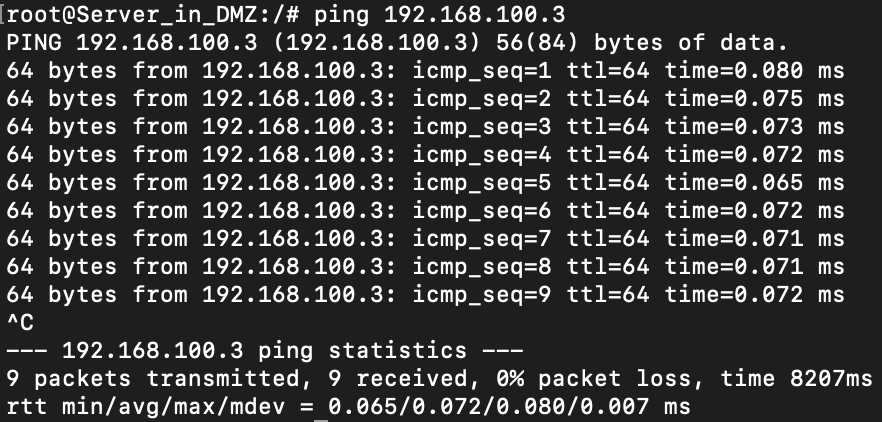 [root@Server_in_DMZ:/# ping 192.168.100.3
PING 192.168.100.3 (192.168.100.3) 56(84) bytes of data.
64 bytes from 192.168.100.3: icmp_seq=1 ttl=64 time=0.080 ms
64 bytes from 192.168.100.3: icmp_seq=2 ttl=64 time=0.075 ms
64 bytes from 192.168.100.3: icmp_seq=3 ttl=64 time=0.073 ms
64 bytes from 192.168.100.3: icmp_seq=4 ttl=64 time=0.072 ms
64 bytes from 192.168.100.3: icmp_seq=5 ttl=64 time=0.065 ms
64 bytes from 192.168.100.3: icmp_seq=6 ttl=64 time=0.072 ms
64 bytes from 192.168.100.3: icmp_seq=7 ttl=64 time=0.071 ms
64 bytes from 192.168.100.3: icmp_seq=8 ttl=64 time=0.071 ms
64 bytes from 192.168.100.3: icmp_seq=9 ttl=64 time=0.072 ms
^C
--- 192.168.100.3 ping statistics ---
9 packets transmitted, 9 received, 0% packet loss, time 8207ms
rtt min/avg/max/mdev = 0.065/0.072/0.080/0.007 ms